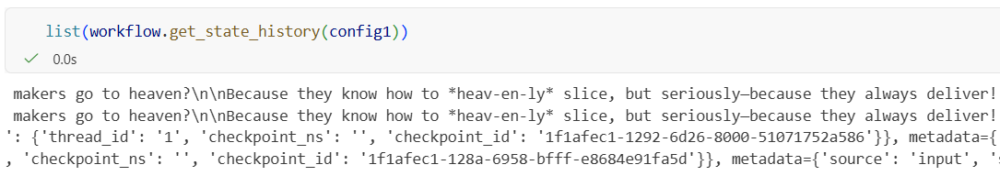 list(workflow.get_state_history(config1))
0.0s
makers go to heaven?\n\nBecause they know how to *heav-en-ly* slice, but seriously—because they always deliver!
makers go to heaven?\n\nBecause they know how to *heav-en-ly* slice, but seriously—because they always deliver!
': {'thread_id': '1', 'checkpoint_ns': '', 'checkpoint_id': '1f1afec1-1292-6d26-8000-51071752a586'}}, metadata={
, 'checkpoint_ns': '', 'checkpoint_id': '1f1afec1-128a-6958-bfff-e8684e91fa5d'}}, metadata={'source': 'input', '